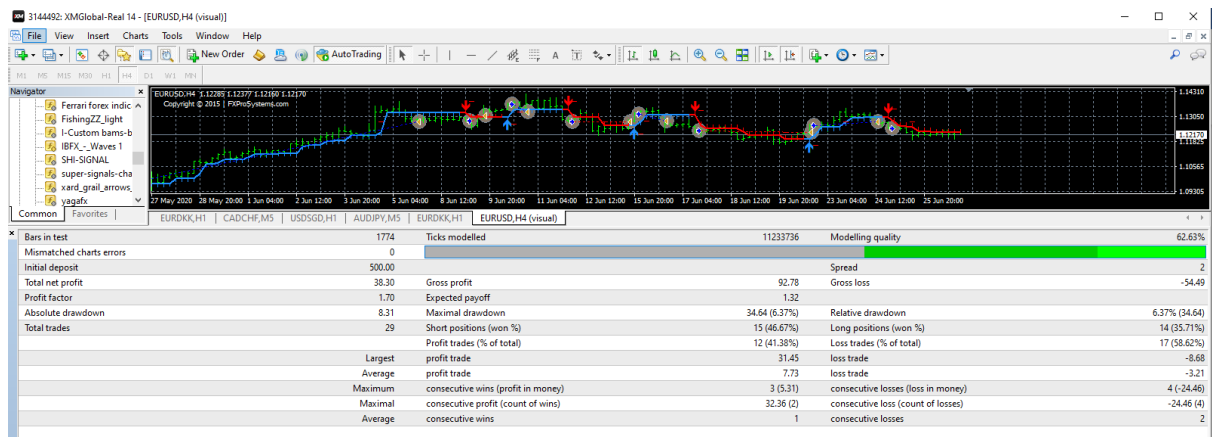 3144492: XMGlobal-Real 14 - [EURUSD,H4 (visual)]
File View Insert Charts Tools Window Help
New Order AutoTrading
M1 M5 M15 M30 H1 H4 D1 W1 MN
Navigator
Ferrari forex indic
FishingZZ_light
I-Custom bams-b
IBFX_-_Waves 1
SHI-SIGNAL
super-signals-cha
xard_grail_arrows_
yagafx
Common Favorites
EURUSD,H4 1.12285 1.12377 1.12160 1.12170
Copyright © 2015 | FXProSystems.com
1.14310
1.13050
1.12170
1.11825
1.10565
1.09305
27 May 2020 28 May 20:00 1 Jun 04:00 2 Jun 12:00 3 Jun 20:00 5 Jun 04:00 8 Jun 12:00 9 Jun 20:00 11 Jun 04:00 12 Jun 12:00 15 Jun 20:00 17 Jun 04:00 18 Jun 12:00 19 Jun 20:00 23 Jun 04:00 24 Jun 12:00 25 Jun 20:00
EURDKK,H1 | CADCHF,M5 | USDSGD,H1 | AUDJPY,M5 | EURDKK,H1 | EURUSD,H4 (visual)
Bars in test 1774 Ticks modelled 11233736 Modelling quality 62.63%
Mismatched charts errors 0
Initial deposit 500.00 Spread 2
Total net profit 38.30 Gross profit 92.78 Gross loss -54.49
Profit factor 1.70 Expected payoff 1.32
Absolute drawdown 8.31 Maximal drawdown 34.64 (6.37%) Relative drawdown 6.37% (34.64)
Total trades 29 Short positions (won %) 15 (46.67%) Long positions (won %) 14 (35.71%)
Profit trades (% of total) 12 (41.38%) Loss trades (% of total) 17 (58.62%)
Largest profit trade 31.45 loss trade -8.68
Average profit trade 7.73 loss trade -3.21
Maximum consecutive wins (profit in money) 3 (5.31) consecutive losses (loss in money) 4 (-24.46)
Maximal consecutive profit (count of wins) 32.36 (2) consecutive loss (count of losses) -24.46 (4)
Average consecutive wins 1 consecutive losses 2